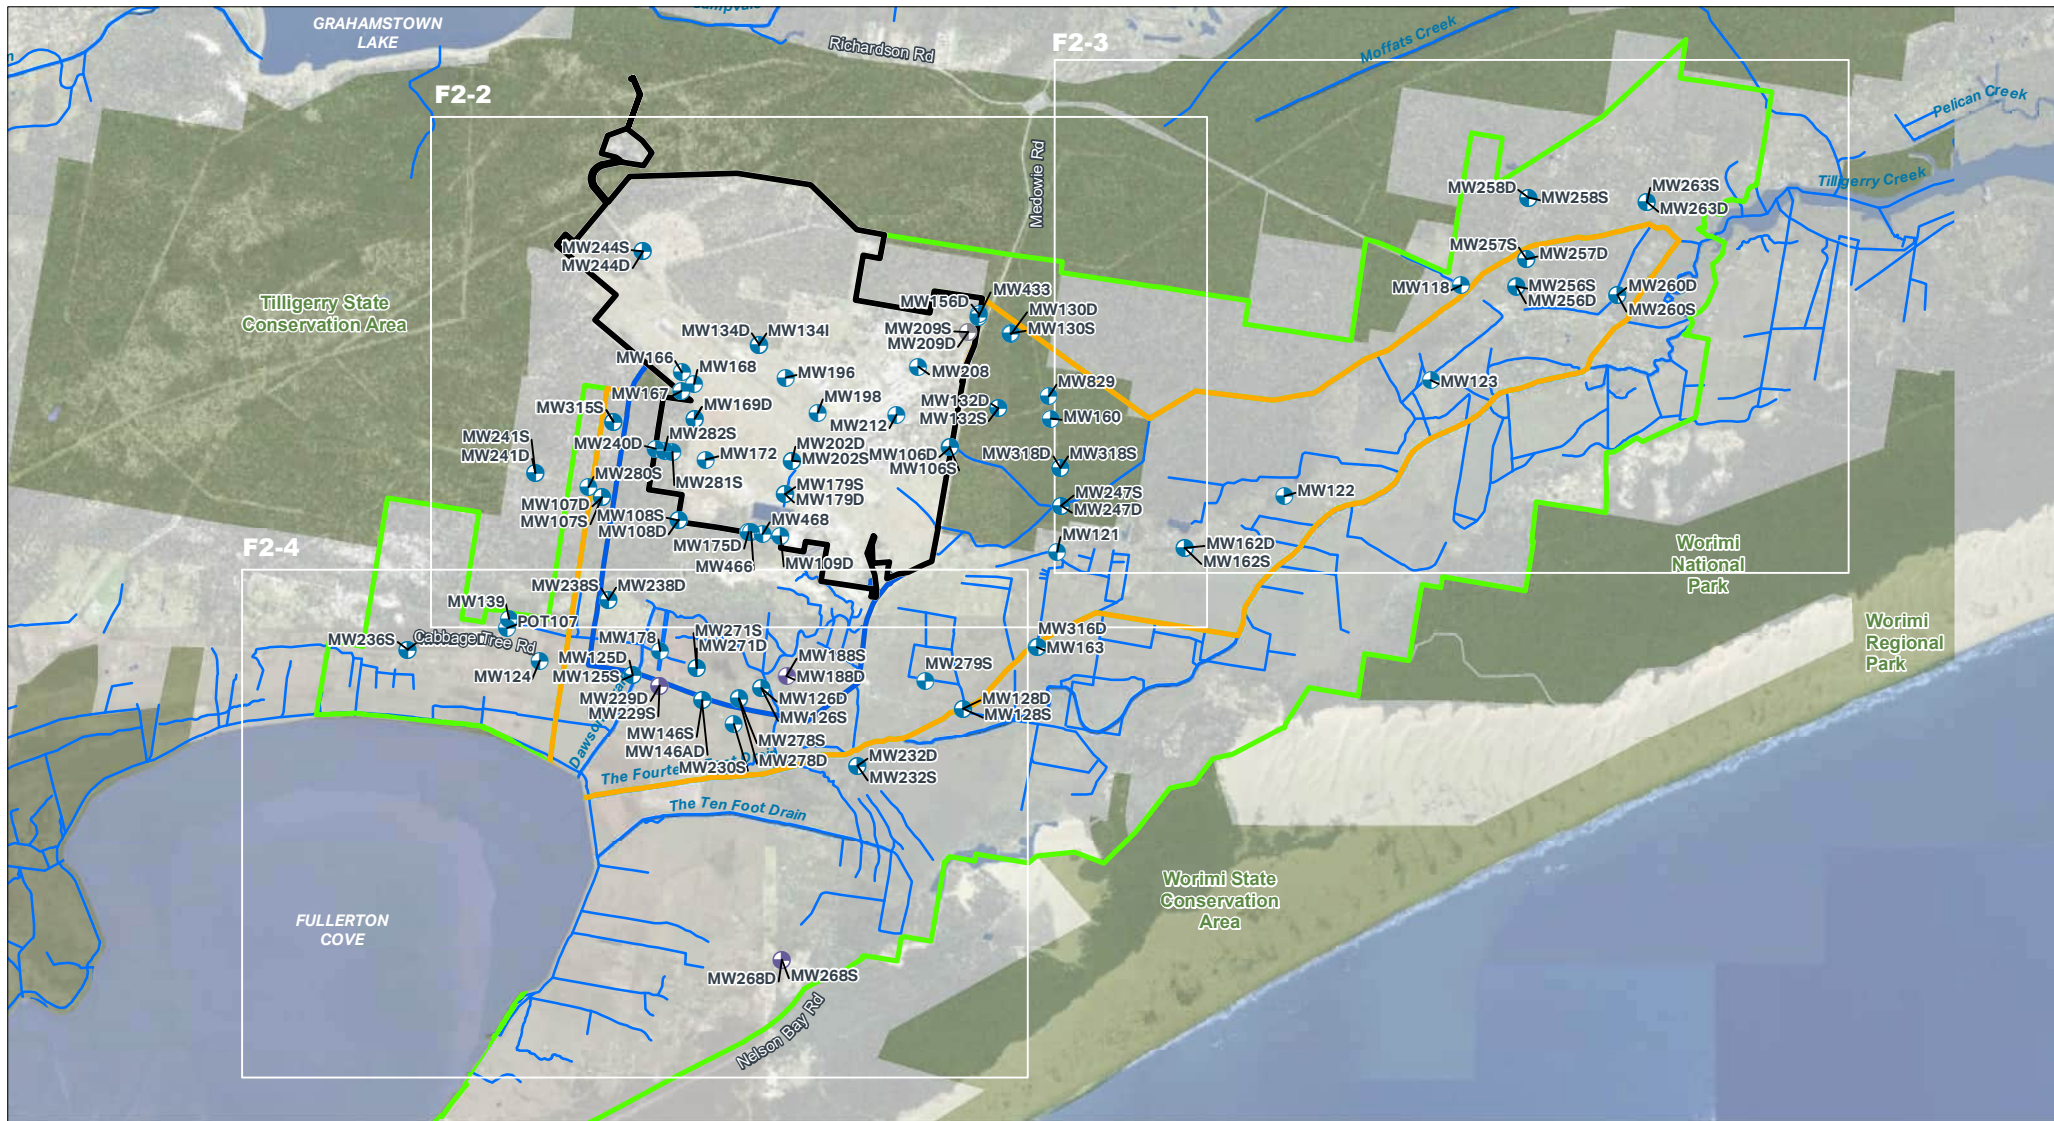 GRAHAMSTOWN
LAKE
Richardson Rd
F2-3
Moffats Creek
Pelican Creek
F2-2
Medowie Rd
Tilligerry Creek
MW258D
MW258S
MW263S
MW263D
MW244S
MW244D
MW257S
MW257D
MW118
MW256S
MW256D
MW260D
MW260S
Tilligerry State
Conservation Area
MW433
MW156D
MW130D
MW130S
MW209S
MW209D
MW134D
MW134I
MW166
MW168
MW167
MW196
MW208
MW123
MW829
MW198
MW132D
MW132S
MW160
MW315S
MW169D
MW212
MW241S
MW241D
MW240D
MW282S
MW172
MW202D
MW202S
MW106D
MW106S
MW318D
MW318S
MW280S
MW281S
MW179S
MW179D
MW107D
MW107S
MW247S
MW247D
MW122
MW108S
MW108D
MW468
MW175D
MW466
MW109D
MW121
MW162D
MW162S
F2-4
Worimi
National
Park
MW238S
MW238D
MW139
POT107
MW236S
Cabbage Tree Rd
MW124
MW178
MW271S
MW271D
MW316D
MW163
Worimi
Regional
Park
MW125D
MW125S
MW188S
MW188D
MW279S
MW229D
MW229S
MW126D
MW126S
MW128D
MW128S
MW146S
MW146AD
MW278S
MW278D
MW230S
MW232D
MW232S
The Ten Foot Drain
Worimi State
Conservation
Area
FULLERTON
COVE
MW268D
MW268S
Nelson Bay Rd